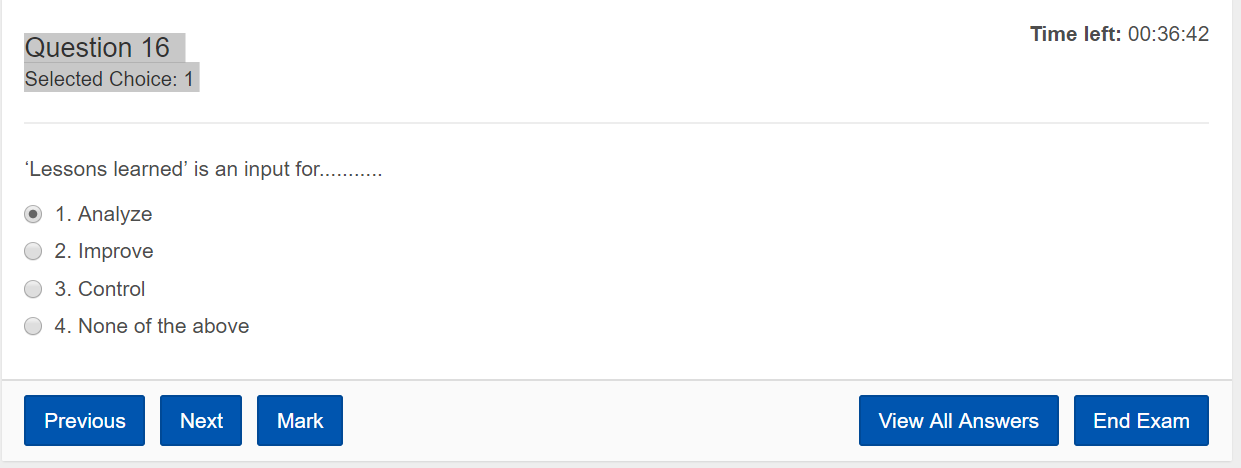 Question 16
Time left: 00:36:42
Selected Choice: 1
‘Lessons learned’ is an input for...........
1. Analyze
2. Improve
3. Control
4. None of the above
Previous Next Mark View All Answers End Exam